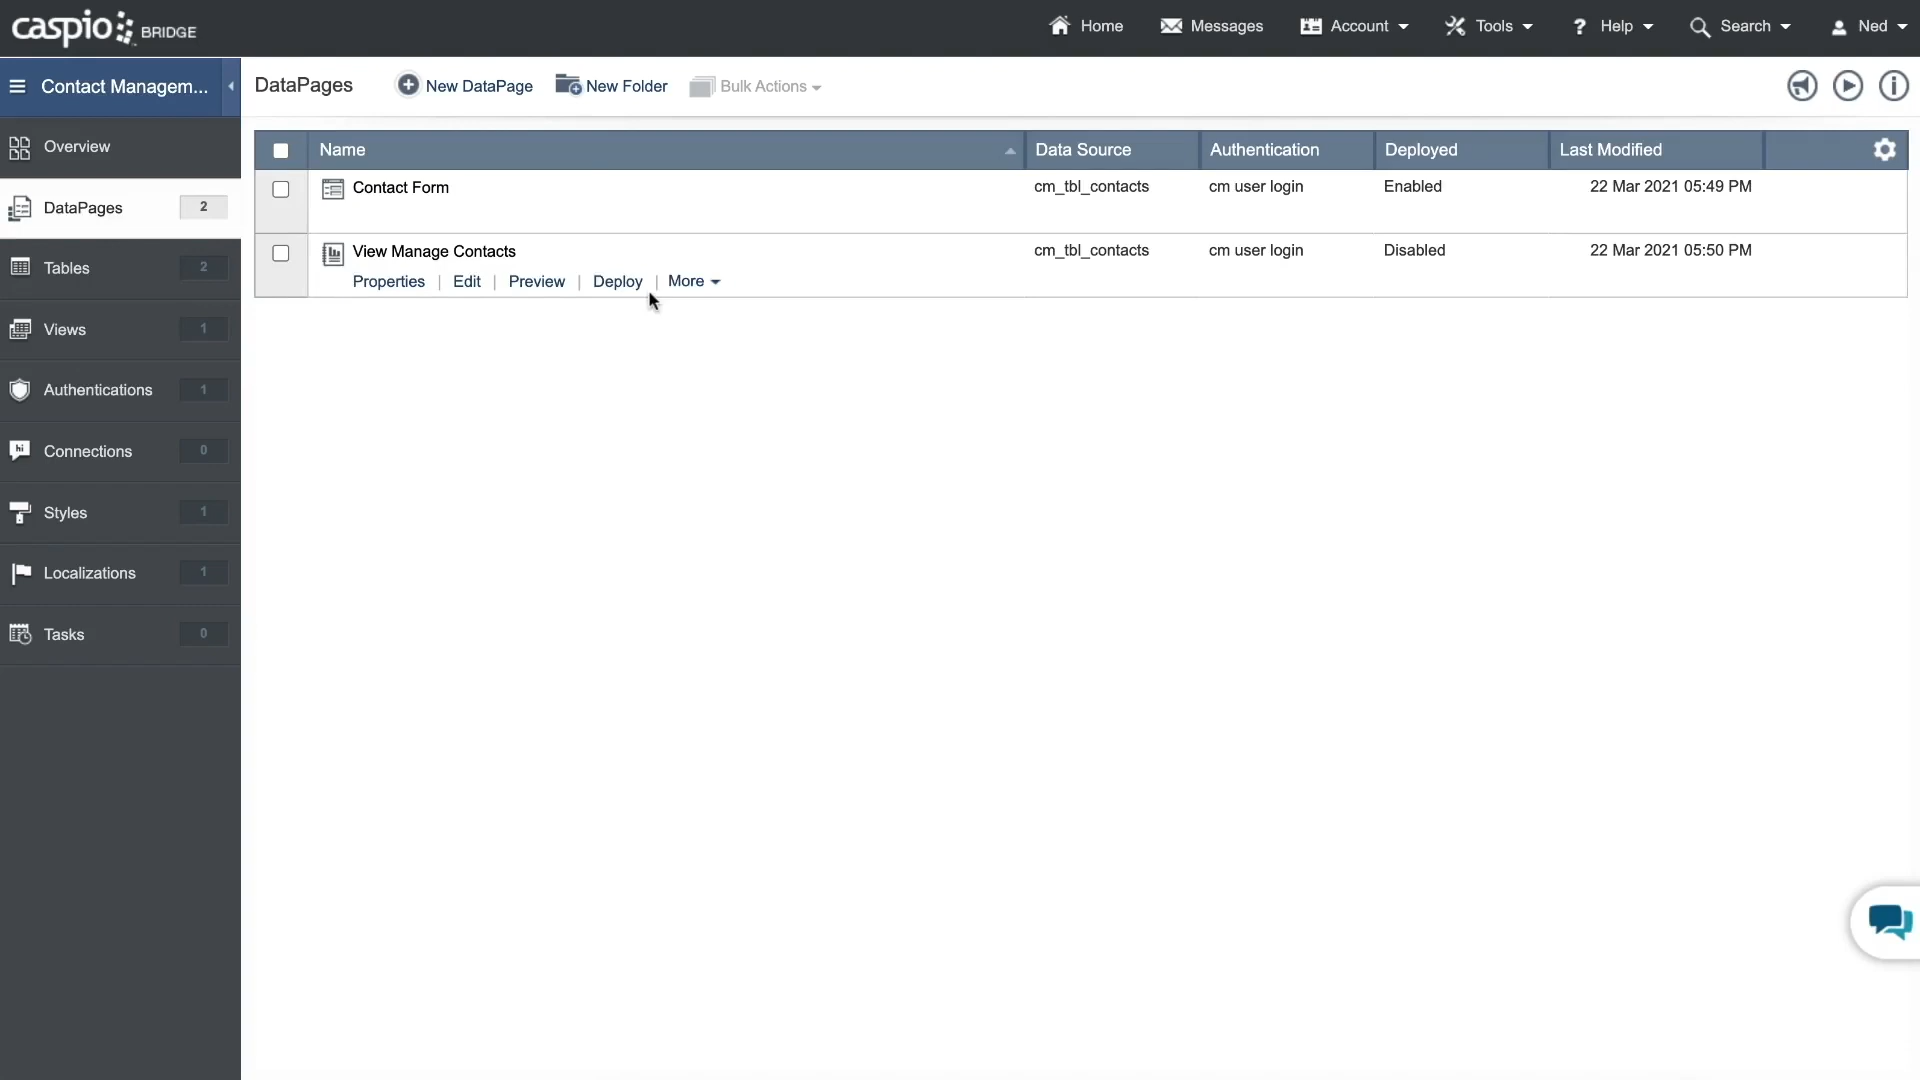 caspio BRIDGE
Home Messages Account Tools ? Help Search Ned
Contact Managem...
DataPages New DataPage New Folder Bulk Actions
Overview
DataPages 2
Tables 2
Views 1
Authentications 1
hi Connections 0
Styles 1
Localizations 1
Tasks 0
Name Data Source Authentication Deployed Last Modified
Contact Form cm_tbl_contacts cm user login Enabled 22 Mar 2021 05:49 PM
View Manage Contacts cm_tbl_contacts cm user login Disabled 22 Mar 2021 05:50 PM
Properties | Edit | Preview | Deploy | More